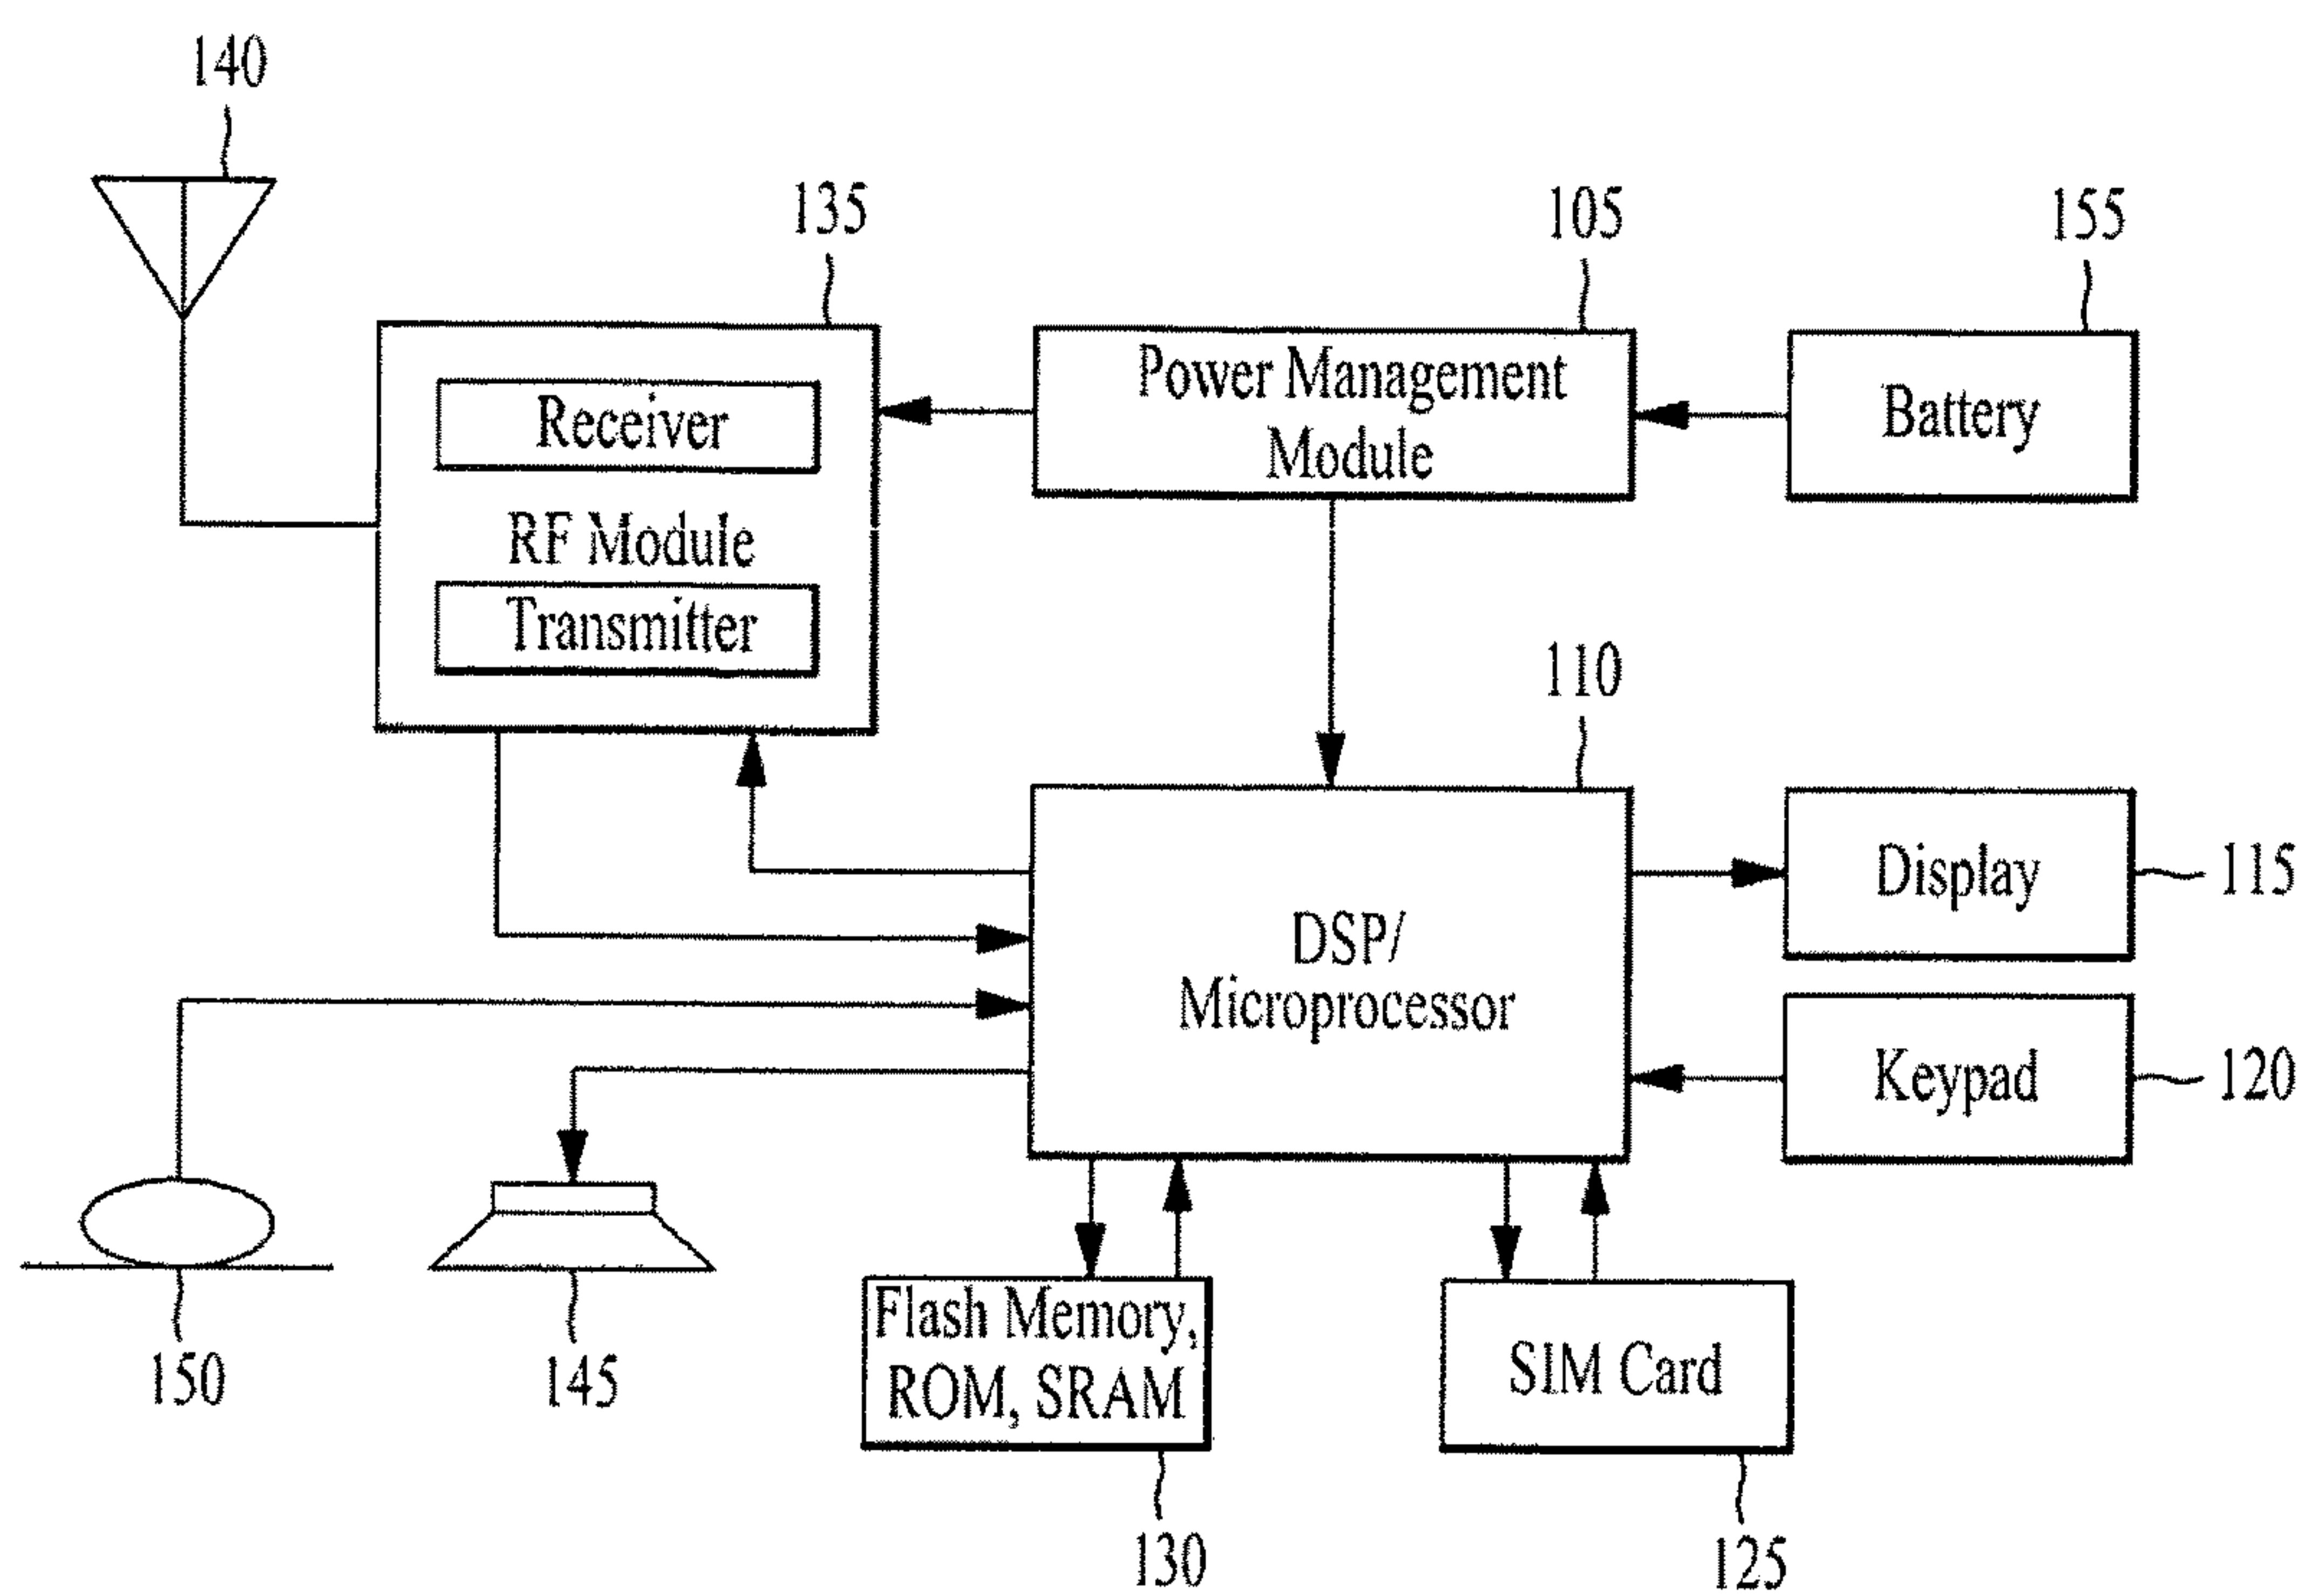 140
135
105
155
Receiver
RF Module
Transmitter
Power Management
Module
Battery
110
DSP/
Microprocessor
Display
115
Keypad
120
150
145
Flash Memory,
ROM, SRAM
SIM Card
130
125